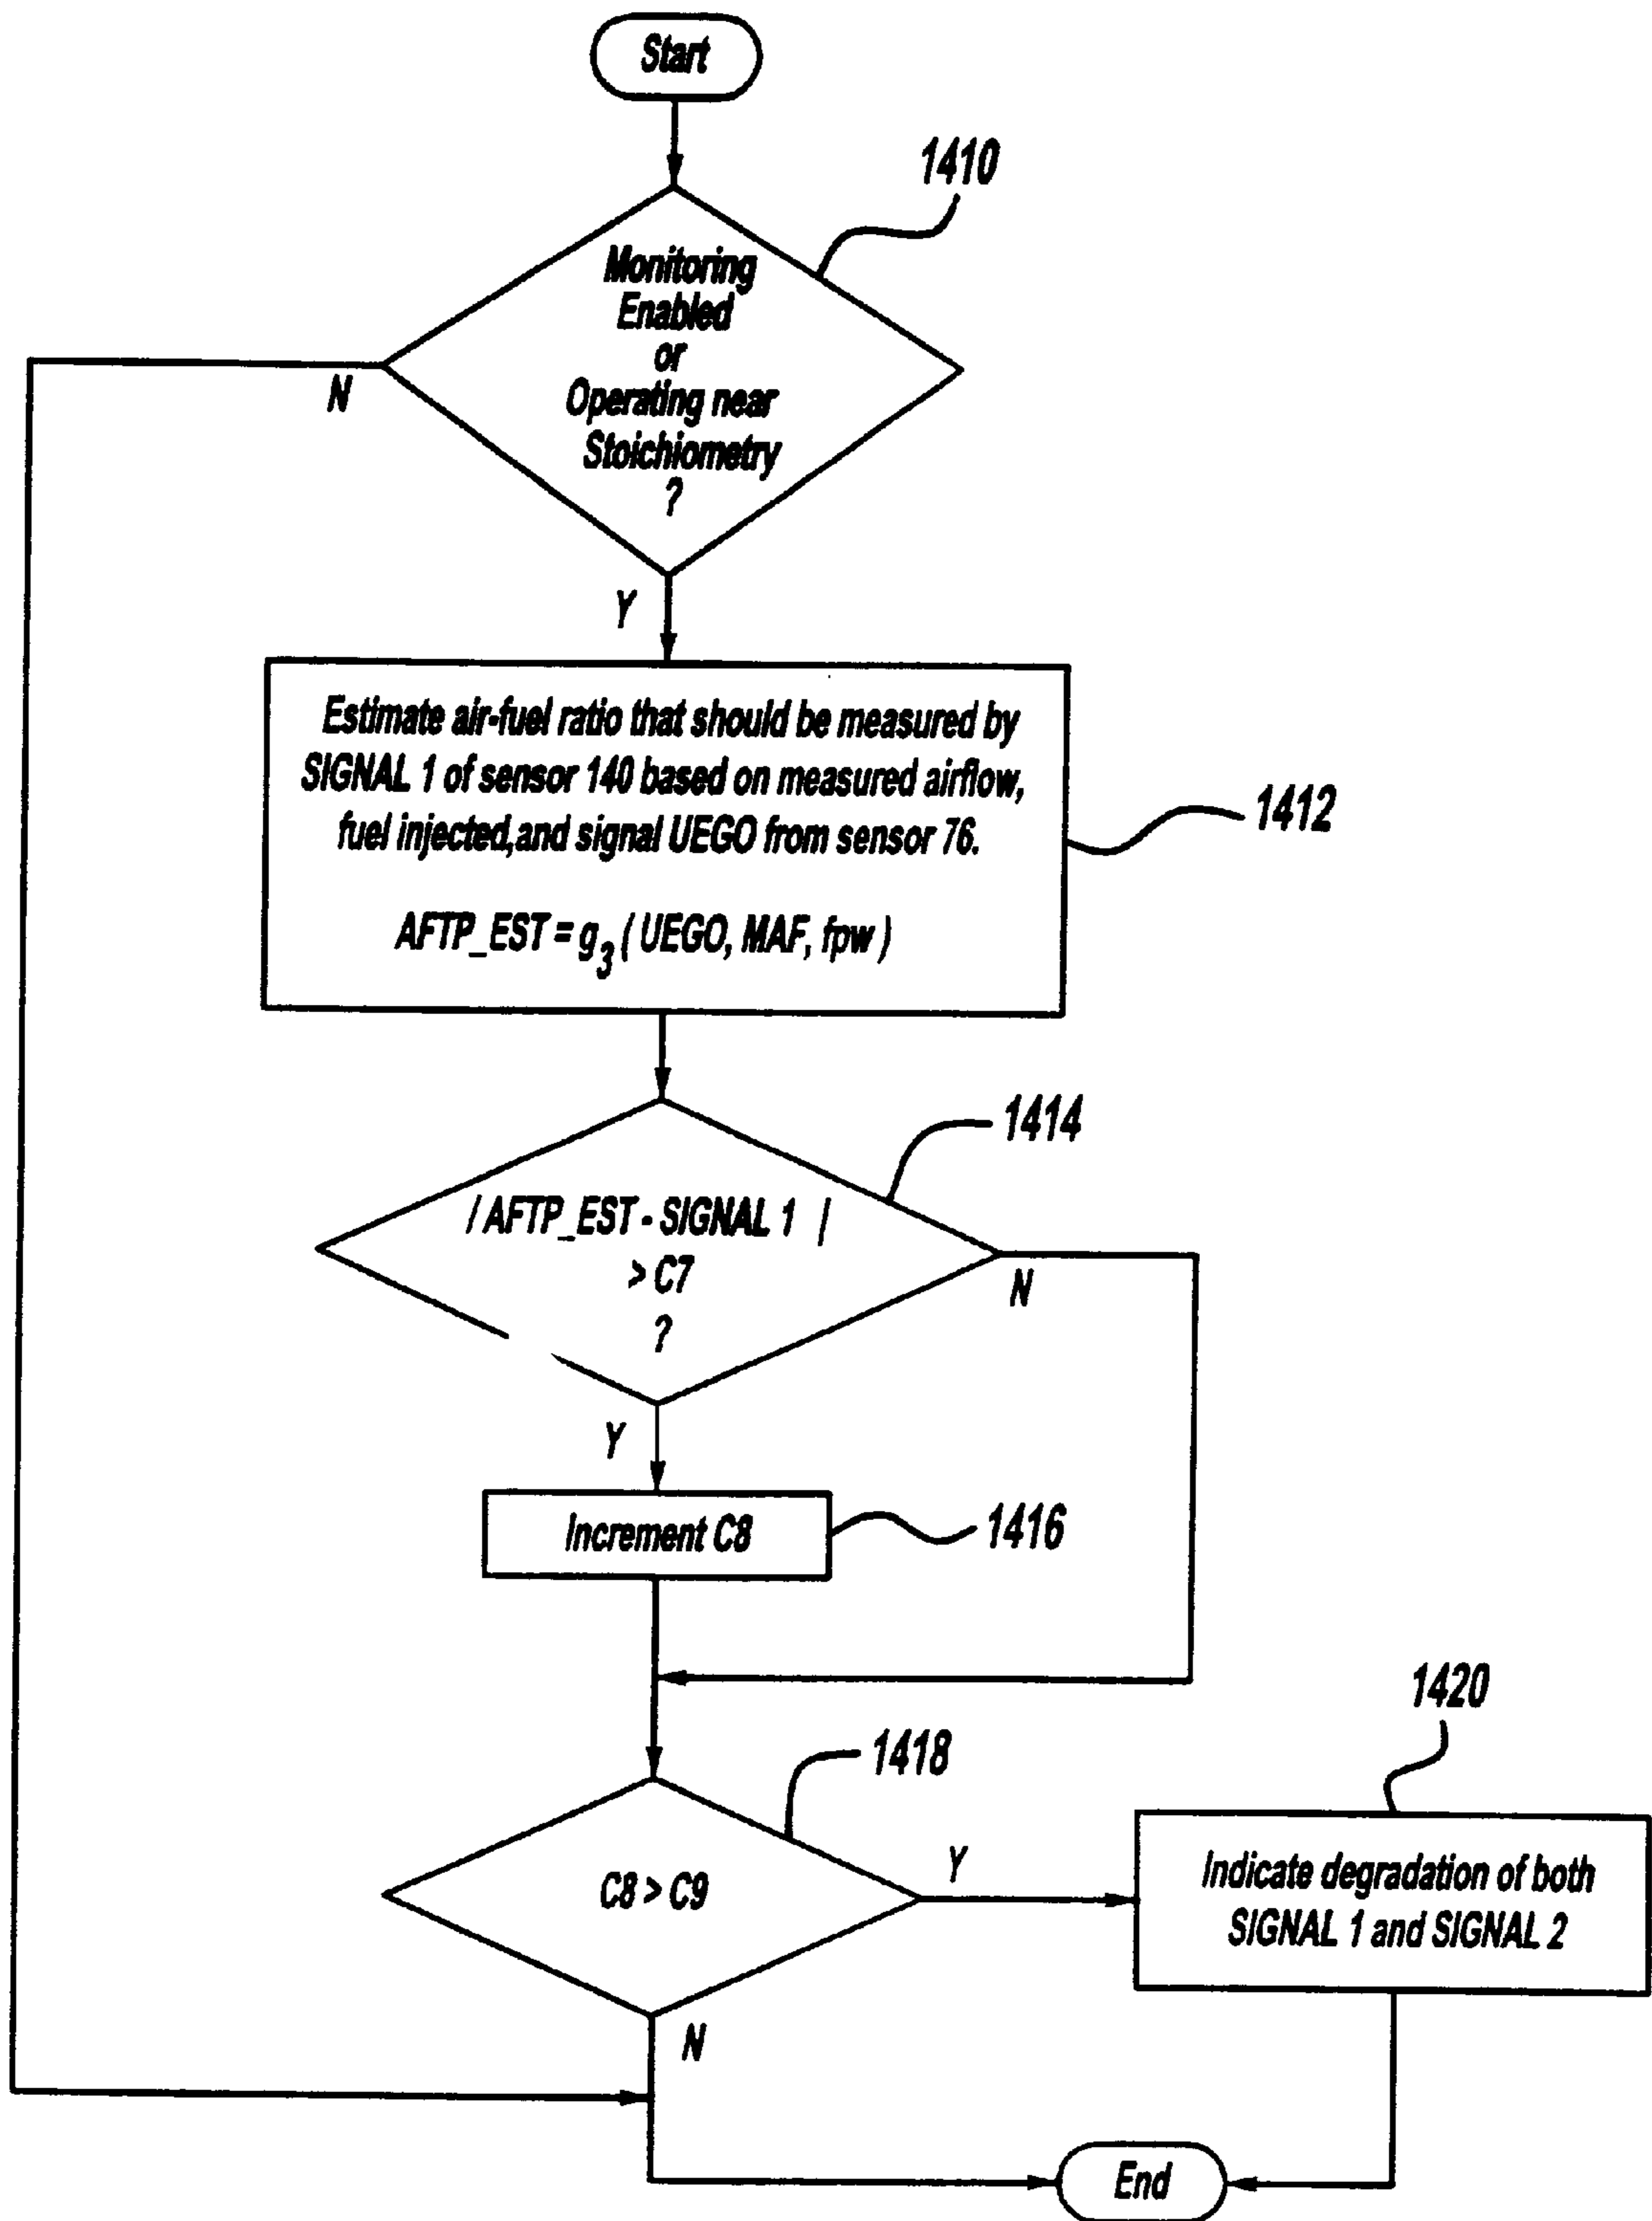 Start
1410
Monitoring
Enabled
or
Operating near
Stoichiometry
?
N
Y
Estimate air-fuel ratio that should be measured by
SIGNAL 1 of sensor 140 based on measured airflow,
fuel injected,and signal UEGO from sensor 76.
AFTP_EST = g3 ( UEGO, MAF, fpw )
1412
1414
| AFTP_EST - SIGNAL 1 |
> C7
?
N
Y
Increment C8
1416
1418
C8 > C9
Y
1420
Indicate degradation of both
SIGNAL 1 and SIGNAL 2
N
End